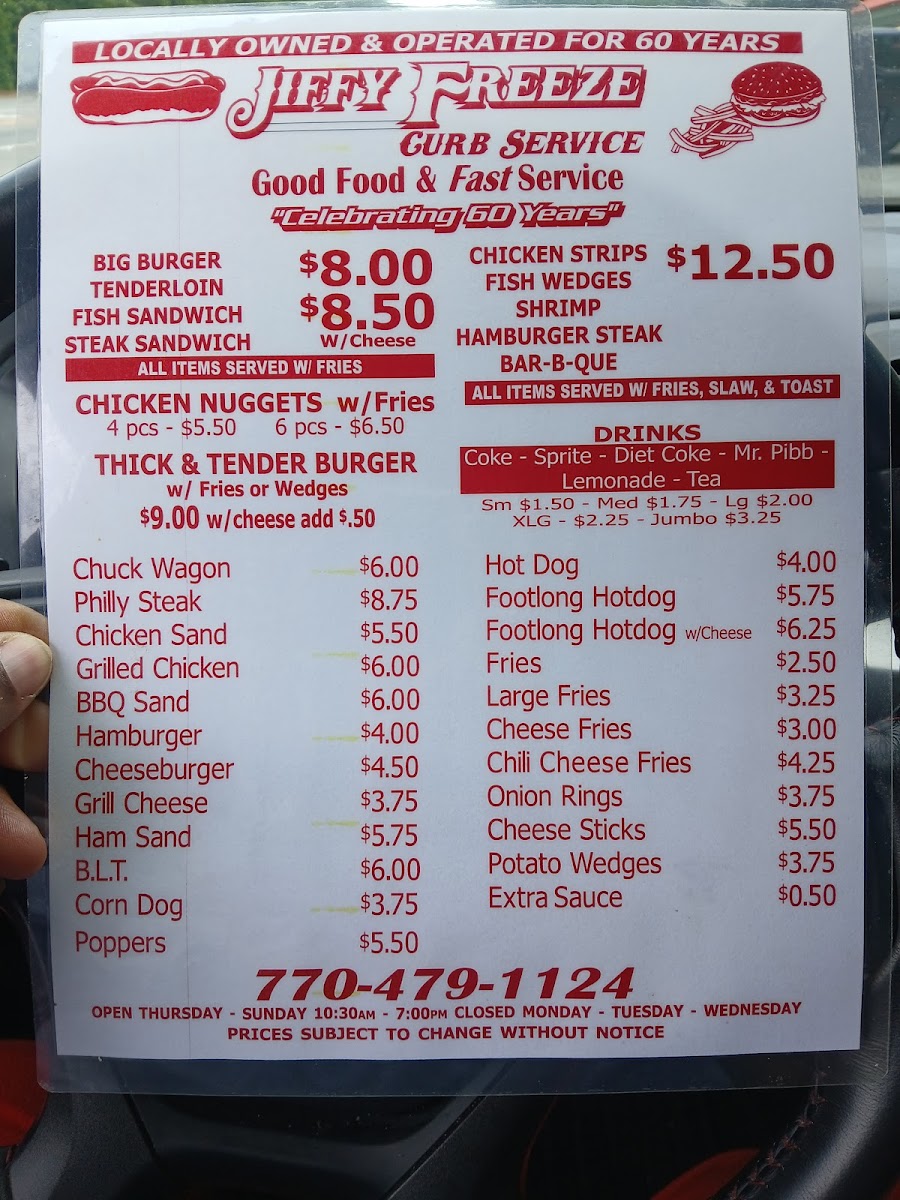 LOCALLY OWNED & OPERATED FOR 60 YEARS
JIFFY FREEZE
CURB SERVICE
Good Food & Fast Service
"Celebrating 60 Years"
BIG BURGER
TENDERLOIN
FISH SANDWICH
STEAK SANDWICH
$8.00
$8.50
W/Cheese
ALL ITEMS SERVED W/ FRIES
CHICKEN NUGGETS w/Fries
4 pcs - $5.50 6 pcs - $6.50
THICK & TENDER BURGER
w/ Fries or Wedges
$9.00 w/cheese add $.50
CHICKEN STRIPS $12.50
FISH WEDGES
SHRIMP
HAMBURGER STEAK
BAR-B-QUE
ALL ITEMS SERVED W/ FRIES, SLAW, & TOAST
DRINKS
Coke - Sprite - Diet Coke - Mr. Pibb -
Lemonade - Tea
Sm $1.50 - Med $1.75 - Lg $2.00
XLG - $2.25 - Jumbo $3.25
Chuck Wagon $6.00
Philly Steak $8.75
Chicken Sand $5.50
Grilled Chicken $6.00
BBQ Sand $6.00
Hamburger $4.00
Cheeseburger $4.50
Grill Cheese $3.75
Ham Sand $5.75
B.L.T. $6.00
Corn Dog $3.75
Poppers $5.50
Hot Dog $4.00
Footlong Hotdog $5.75
Footlong Hotdog w/Cheese $6.25
Fries $2.50
Large Fries $3.25
Cheese Fries $3.00
Chili Cheese Fries $4.25
Onion Rings $3.75
Cheese Sticks $5.50
Potato Wedges $3.75
Extra Sauce $0.50
770-479-1124
OPEN THURSDAY - SUNDAY 10:30AM - 7:00PM CLOSED MONDAY - TUESDAY - WEDNESDAY
PRICES SUBJECT TO CHANGE WITHOUT NOTICE